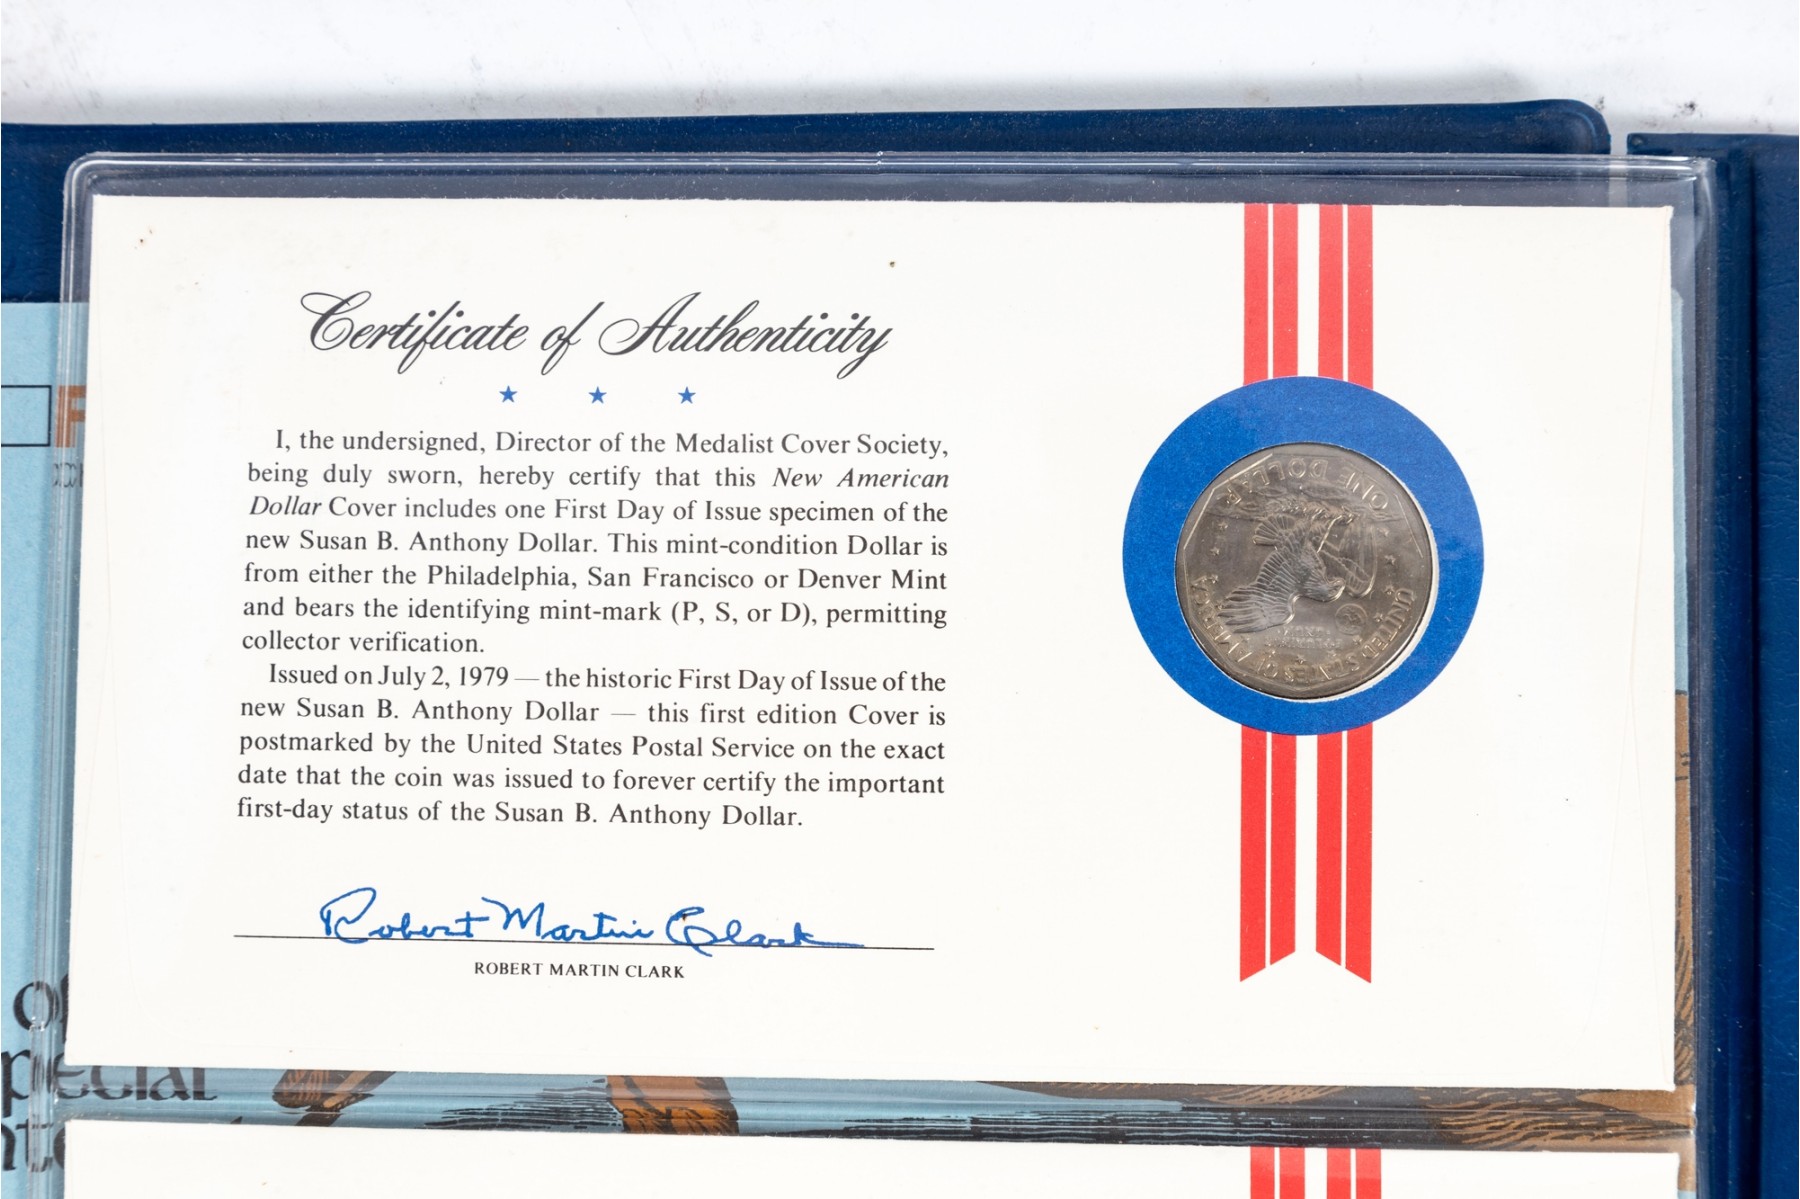 Certificate of Authenticity
I, the undersigned, Director of the Medalist Cover Society,
being duly sworn, hereby certify that this New American
Dollar Cover includes one First Day of Issue specimen of the
new Susan B. Anthony Dollar. This mint-condition Dollar is
from either the Philadelphia, San Francisco or Denver Mint
and bears the identifying mint-mark (P, S, or D), permitting
collector verification.
Issued on July 2, 1979 — the historic First Day of Issue of the
new Susan B. Anthony Dollar — this first edition Cover is
postmarked by the United States Postal Service on the exact
date that the coin was issued to forever certify the important
first-day status of the Susan B. Anthony Dollar.
Robert Martin Clark
ROBERT MARTIN CLARK
UNITED STATES OF AMERICA
ONE DOLLAR